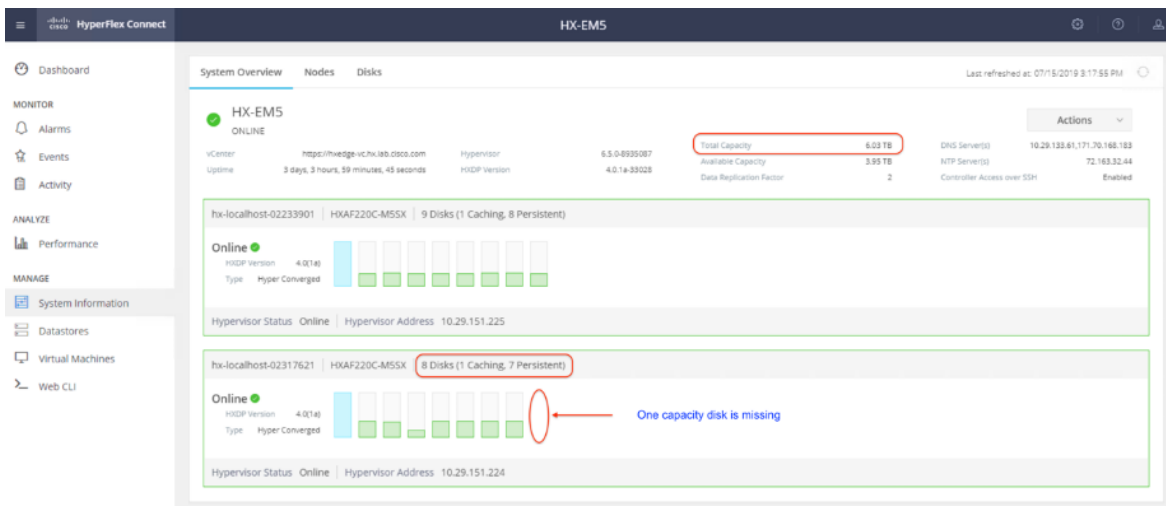 cisco HyperFlex Connect
HX-EM5
Dashboard
MONITOR
Alarms
Events
Activity
ANALYZE
Performance
MANAGE
System Information
Datastores
Virtual Machines
Web CLI
System Overview Nodes Disks
Last refreshed at: 07/15/2019 3:17:55 PM
HX-EM5
ONLINE
Actions
vCenter https://hxedge-vc.hx.lab.cisco.com
Uptime 3 days, 3 hours, 59 minutes, 45 seconds
Hypervisor 6.5.0-8935087
HXDP Version 4.0.1a-33028
Total Capacity 6.03 TB
Available Capacity 3.95 TB
Data Replication Factor 2
DNS Server(s) 10.29.133.61,171.70.168.183
NTP Server(s) 72.163.32.44
Controller Access over SSH Enabled
hx-localhost-02233901 | HXAF220C-M5SX | 9 Disks (1 Caching, 8 Persistent)
Online
HXDP Version 4.0(1a)
Type Hyper Converged
Hypervisor Status Online | Hypervisor Address 10.29.151.225
hx-localhost-02317621 | HXAF220C-M5SX | 8 Disks (1 Caching, 7 Persistent)
Online
HXDP Version 4.0(1a)
Type Hyper Converged
One capacity disk is missing
Hypervisor Status Online | Hypervisor Address 10.29.151.224